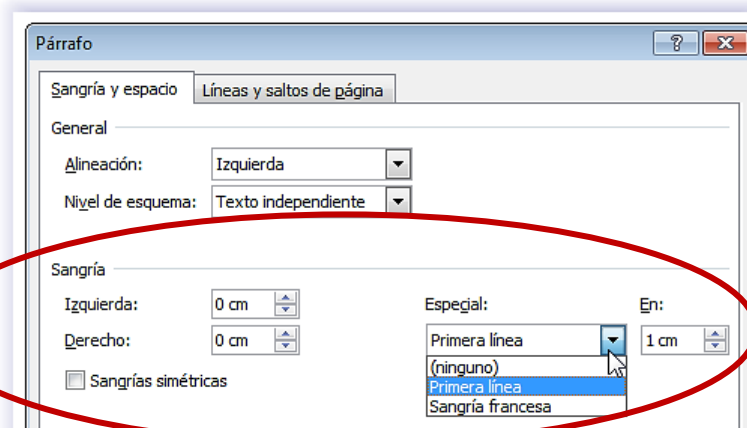 Párrafo
Sangría y espacio Líneas y saltos de página
General
Alineación: Izquierda
Nivel de esquema: Texto independiente
Sangría
Izquierda: 0 cm Especial: En:
Derecho: 0 cm Primera línea 1 cm
(ninguno)
Primera línea
Sangrías simétricas
Sangría francesa